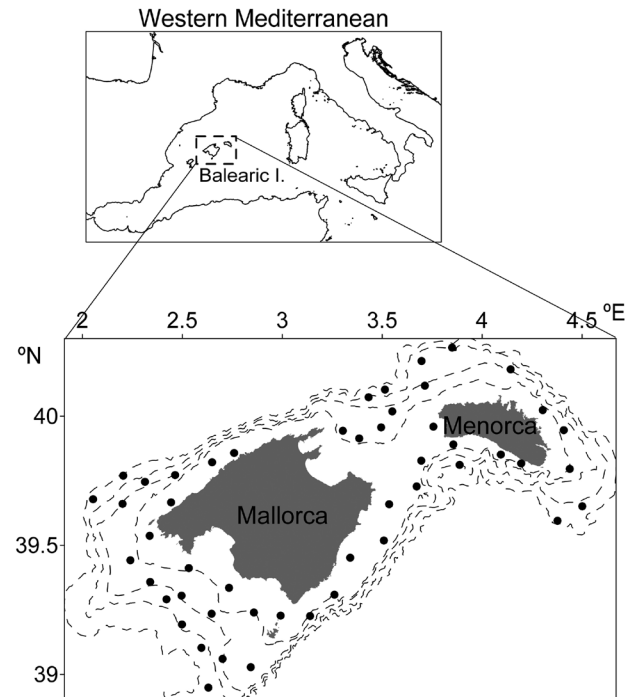 Western Mediterranean
Balearic I.
2 2.5 3 3.5 4 4.5 ºE
ºN
40
Menorca
Mallorca
39.5
39